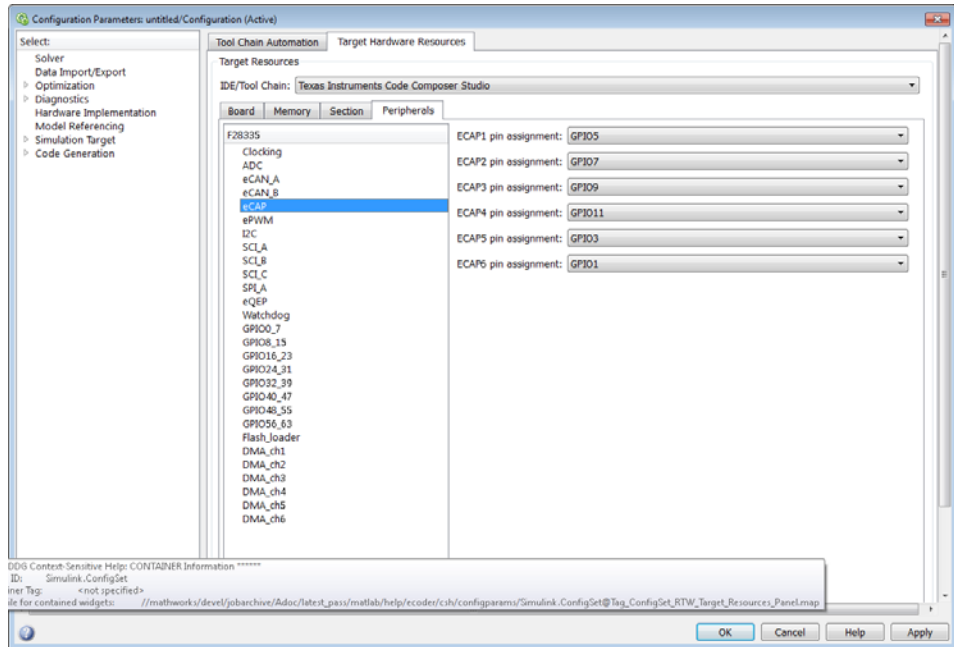 Configuration Parameters: untitled/Configuration (Active)
Select:
Solver
Data Import/Export
Optimization
Diagnostics
Hardware Implementation
Model Referencing
Simulation Target
Code Generation
Tool Chain Automation
Target Hardware Resources
Target Resources
IDE/Tool Chain: Texas Instruments Code Composer Studio
Board Memory Section Peripherals
F28335
Clocking
ADC
eCAN_A
eCAN_B
eCAP
ePWM
I2C
SCI_A
SCI_B
SCI_C
SPI_A
eQEP
Watchdog
GPIO0_7
GPIO8_15
GPIO16_23
GPIO24_31
GPIO32_39
GPIO40_47
GPIO48_55
GPIO56_63
Flash_loader
DMA_ch1
DMA_ch2
DMA_ch3
DMA_ch4
DMA_ch5
DMA_ch6
ECAP1 pin assignment: GPIO5
ECAP2 pin assignment: GPIO7
ECAP3 pin assignment: GPIO9
ECAP4 pin assignment: GPIO11
ECAP5 pin assignment: GPIO3
ECAP6 pin assignment: GPIO1
DDG Context-Sensitive Help: CONTAINER Information ******
ID: Simulink.ConfigSet
iner Tag: <not specified>
le for contained widgets: //mathworks/devel/jobarchive/Adoc/latest_pass/matlab/help/ecoder/csh/configparams/Simulink.ConfigSet@Tag_ConfigSet_RTW_Target_Resources_Panel.map
OK Cancel Help Apply